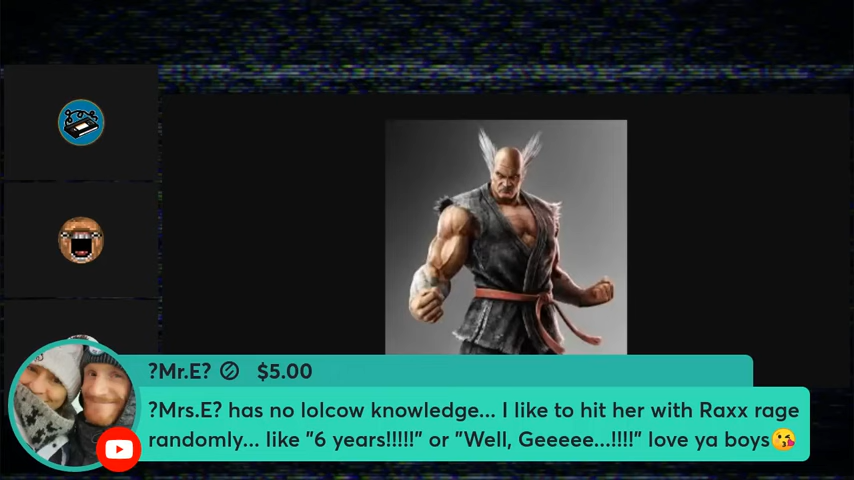 ?Mr.E? $5.00
?Mrs.E? has no lolcow knowledge... I like to hit her with Raxx rage
randomly... like "6 years!!!!!" or "Well, Geeeee...!!!!" love ya boys😘